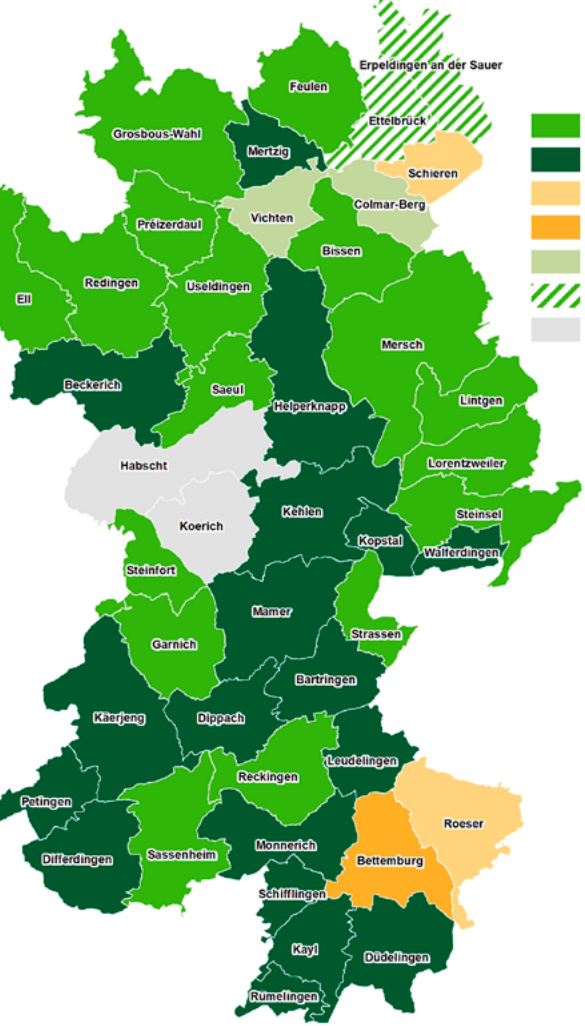 Erpeldingen an der Sauer
Feulen
Ettelbrück
Grosbous-Wahl
Mertzig
Schieren
Colmar-Berg
Vichten
Préizerdaul
Bissen
Redingen
Useldingen
Ell
Mersch
Beckerich
Saeul
Lintgen
Helperknapp
Habscht
Lorentzweiler
Kehlen
Steinsel
Koerich
Kopstal
Walferdingen
Steinfort
Mamer
Strassen
Garnich
Bartringen
Käerjeng
Dippach
Leudelingen
Reckingen
Petingen
Roeser
Monnerich
Sassenheim
Differdingen
Bettemburg
Schifflingen
Kayl
Düdelingen
Rumelingen